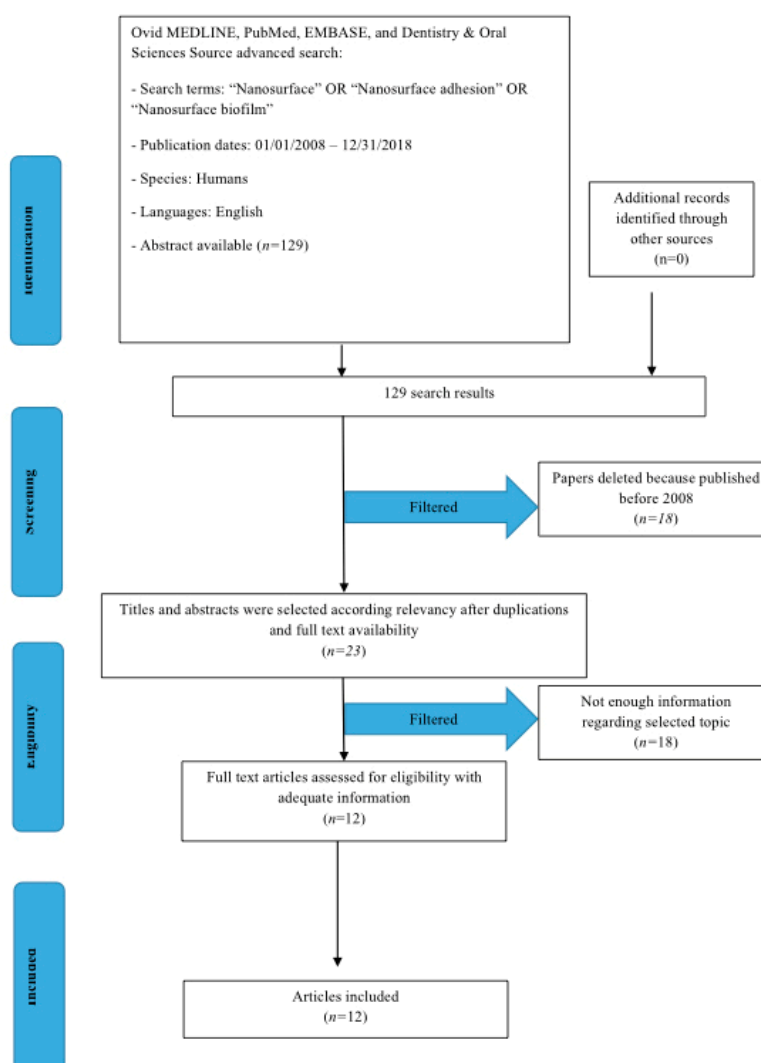 Ovid MEDLINE, PubMed, EMBASE, and Dentistry & Oral
Sciences Source advanced search:
- Search terms: “Nanosurface” OR “Nanosurface adhesion” OR
“Nanosurface biofilm”
- Publication dates: 01/01/2008 – 12/31/2018
- Species: Humans
- Languages: English
- Abstract available (n=129)
Identification
Additional records
identified through
other sources
(n=0)
129 search results
Screening
Filtered
Papers deleted because published
before 2008
(n=18)
Titles and abstracts were selected according relevancy after duplications
and full text availability
(n=23)
Eligibility
Filtered
Not enough information
regarding selected topic
(n=18)
Full text articles assessed for eligibility with
adequate information
(n=12)
Included
Articles included
(n=12)